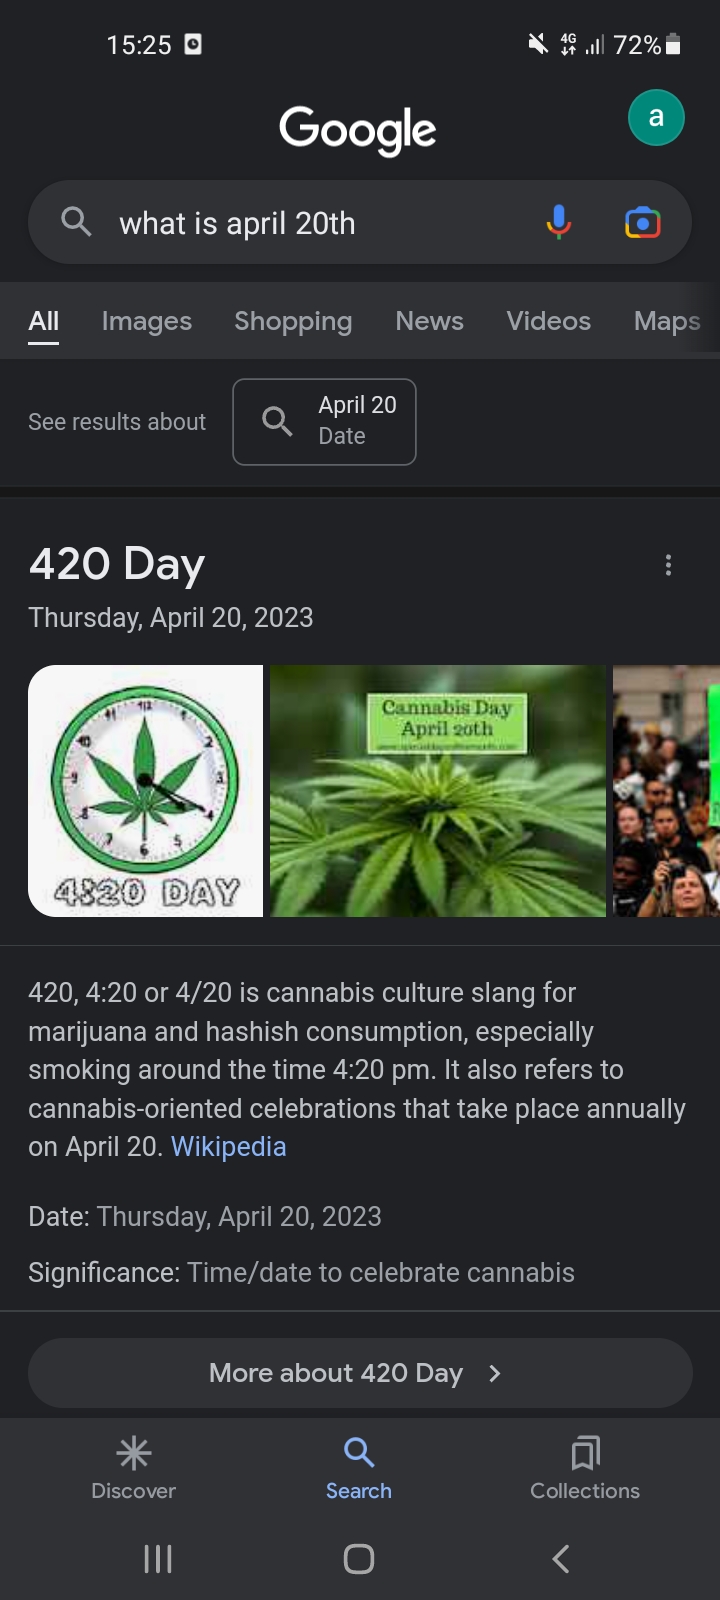 15:25
4G
72%
Google
a
what is april 20th
All Images Shopping News Videos Maps
See results about
April 20
Date
420 Day
Thursday, April 20, 2023
11 12 2 3 4 5 6 7 8 9 10
4:20 DAY
Cannabis Day
April 20th
420, 4:20 or 4/20 is cannabis culture slang for
marijuana and hashish consumption, especially
smoking around the time 4:20 pm. It also refers to
cannabis-oriented celebrations that take place annually
on April 20. Wikipedia
Date: Thursday, April 20, 2023
Significance: Time/date to celebrate cannabis
More about 420 Day
Discover Search Collections